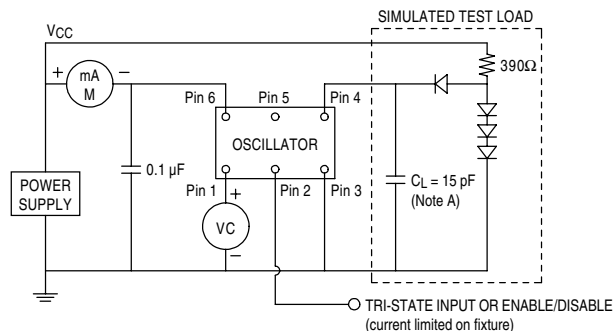 SIMULATED TEST LOAD
VCC
+
mA
M
−
390Ω
Pin 6
Pin 5
Pin 4
OSCILLATOR
0.1 µF
Pin 1
Pin 2
Pin 3
CL = 15 pF
(Note A)
POWER
SUPPLY
+
VC
−
TRI-STATE INPUT OR ENABLE/DISABLE
(current limited on fixture)